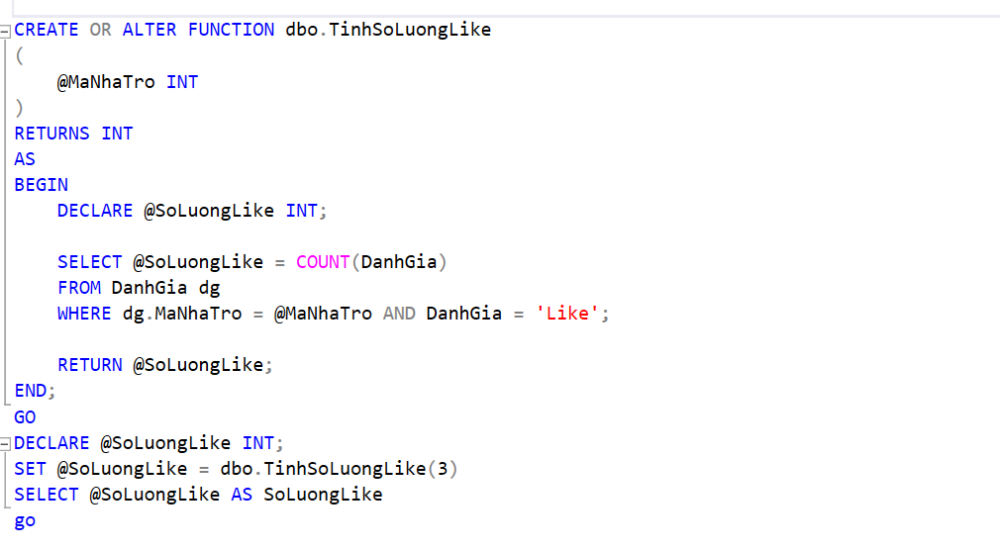 CREATE OR ALTER FUNCTION dbo.TinhSoLuongLike
(
    @MaNhaTro INT
)
RETURNS INT
AS
BEGIN
    DECLARE @SoLuongLike INT;
    SELECT @SoLuongLike = COUNT(DanhGia)
    FROM DanhGia dg
    WHERE dg.MaNhaTro = @MaNhaTro AND DanhGia = 'Like';
    RETURN @SoLuongLike;
END;
GO
DECLARE @SoLuongLike INT;
SET @SoLuongLike = dbo.TinhSoLuongLike(3)
SELECT @SoLuongLike AS SoLuongLike
go